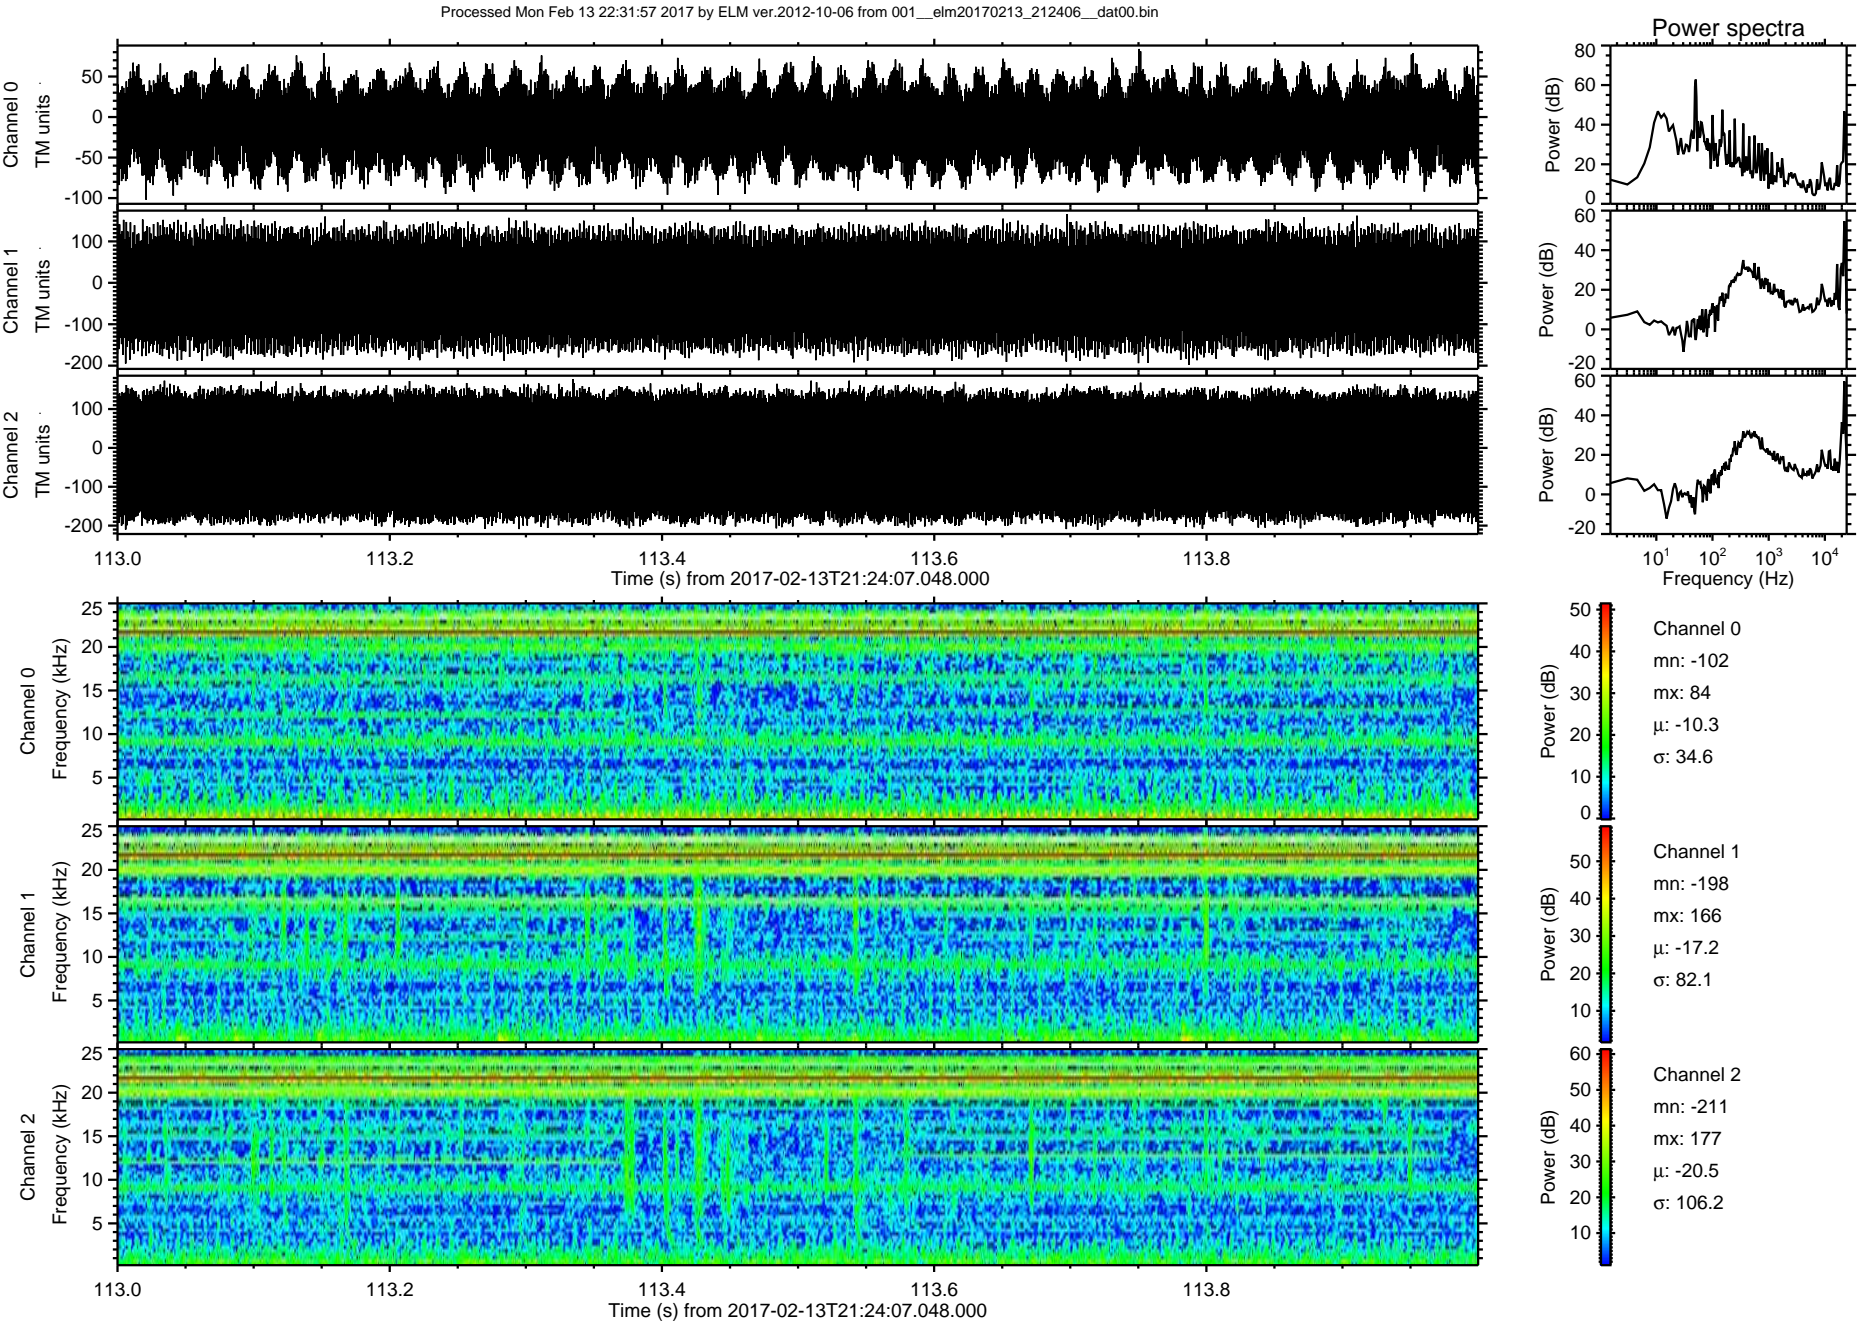 Processed Mon Feb 13 22:31:57 2017 by ELM ver.2012-10-06 from 001__elm20170213_212406__dat00.bin
Power spectra
Channel 0
TM units
50
0
-50
-100
Power (dB)
80
60
40
20
0
Channel 1
TM units
100
0
-100
-200
Power (dB)
60
40
20
0
-20
Channel 2
TM units
100
0
-100
-200
Power (dB)
60
40
20
0
-20
113.0 113.2 113.4 113.6 113.8
Time (s) from 2017-02-13T21:24:07.048.000
10^1 10^2 10^3 10^4
Frequency (Hz)
Channel 0
Frequency (kHz)
25
20
15
10
5
Power (dB)
50
40
30
20
10
0
Channel 0
mn: -102
mx: 84
μ: -10.3
σ: 34.6
Channel 1
Frequency (kHz)
25
20
15
10
5
Power (dB)
50
40
30
20
10
Channel 1
mn: -198
mx: 166
μ: -17.2
σ: 82.1
Channel 2
Frequency (kHz)
25
20
15
10
5
Power (dB)
60
50
40
30
20
10
Channel 2
mn: -211
mx: 177
μ: -20.5
σ: 106.2
113.0 113.2 113.4 113.6 113.8
Time (s) from 2017-02-13T21:24:07.048.000